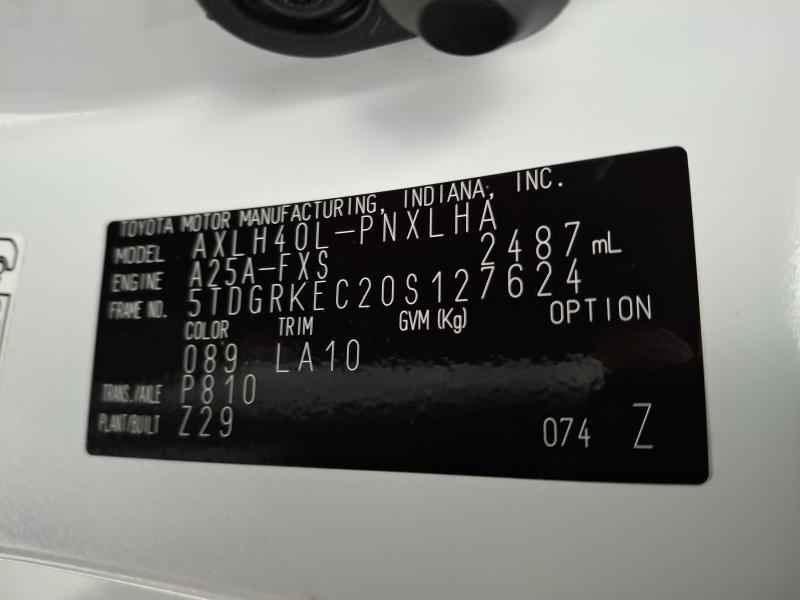 TOYOTA MOTOR MANUFACTURING, INDIANA, INC.
MODEL AXLH40L-PNXLHA
ENGINE A25A-FXS 2487 mL
FRAME NO. 5TDGRKEC20S127624
COLOR TRIM GVM (Kg) OPTION
089 LA10
TRANS./AXLE P810
PLANT/BUILT Z29 074 Z